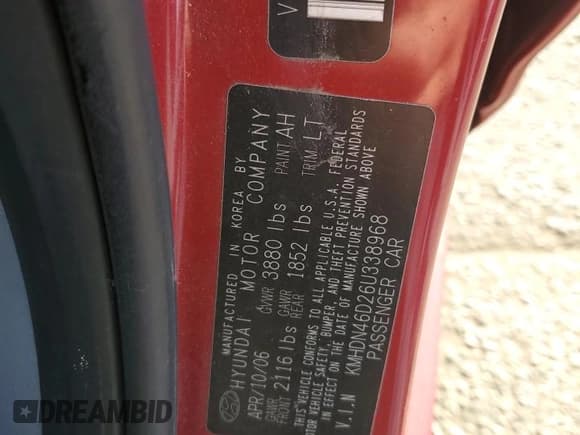 V
MANUFACTURED IN KOREA BY
HYUNDAI MOTOR COMPANY
APR/10/06 GVWR 3880 lbs PAINT AH
GAWR FRONT 2116 lbs GAWR REAR 1852 lbs TRIM LT
THIS VEHICLE CONFORMS TO ALL APPLICABLE U.S.A. FEDERAL
MOTOR VEHICLE SAFETY, BUMPER, AND THEFT PREVENTION STANDARDS
IN EFFECT ON THE DATE OF MANUFACTURE SHOWN ABOVE
V.I.N KMHDN46D26U338968
PASSENGER CAR
DREAMBID